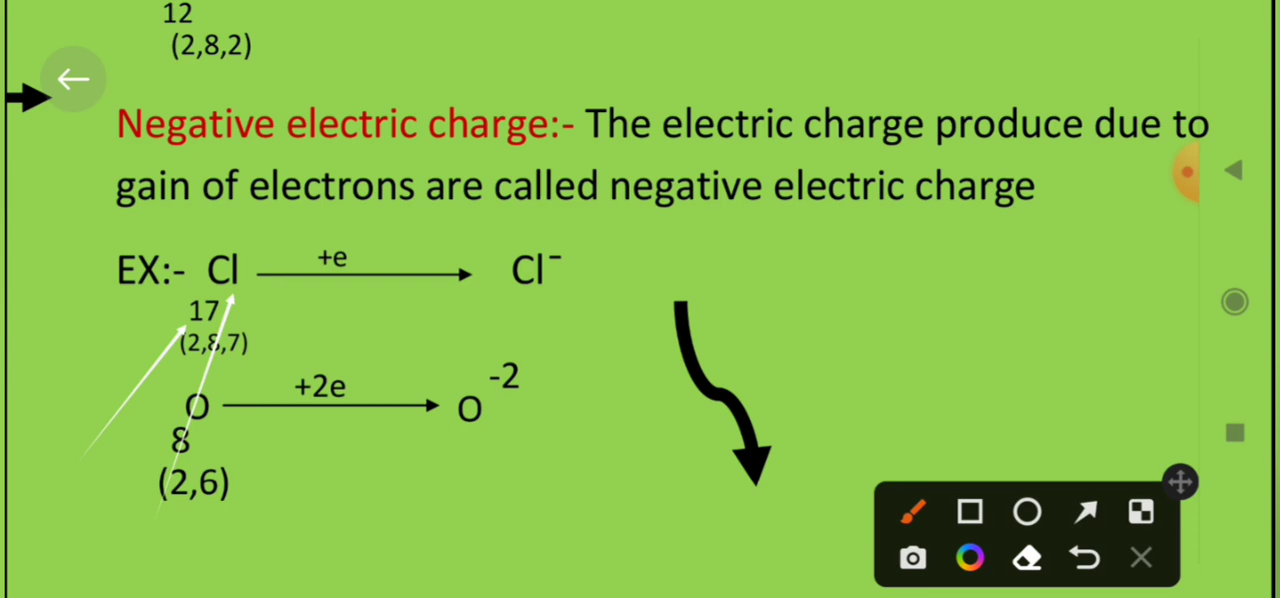 12
(2,8,2)
Negative electric charge:- The electric charge produce due to
gain of electrons are called negative electric charge
EX:- Cl +e Cl⁻
17
(2,8,7)
O +2e O⁻²
8
(2,6)